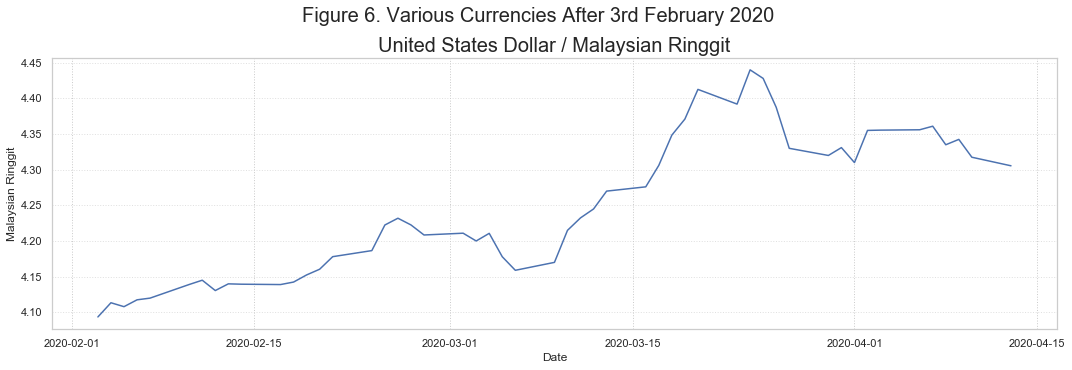 Figure 6. Various Currencies After 3rd February 2020
United States Dollar / Malaysian Ringgit
4.45
4.40
4.35
4.30
4.25
4.20
4.15
4.10
Malaysian Ringgit
2020-02-01 2020-02-15 2020-03-01 2020-03-15 2020-04-01 2020-04-15
Date